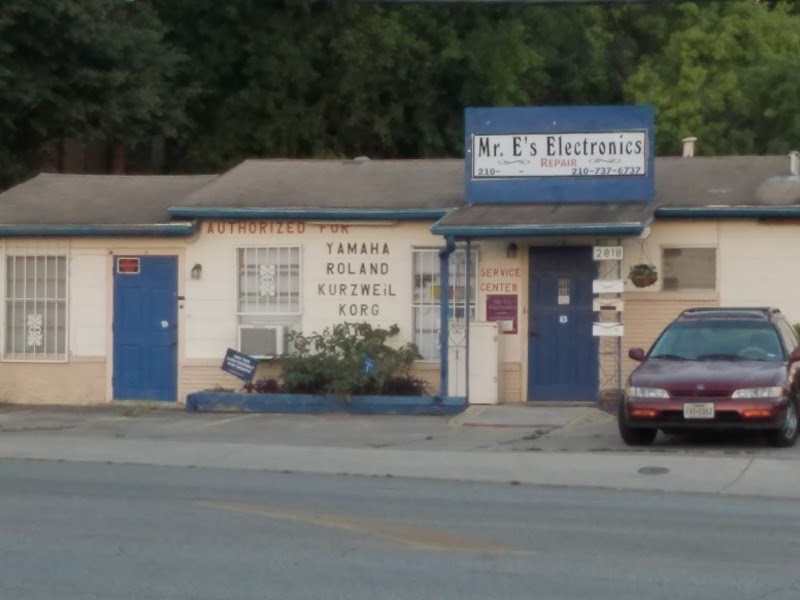 Mr. E's Electronics
REPAIR
210- - 210-737-6737
AUTHORIZED FOR
YAMAHA
ROLAND
KURZWEiL
KORG
SERVICE
CENTER
2818